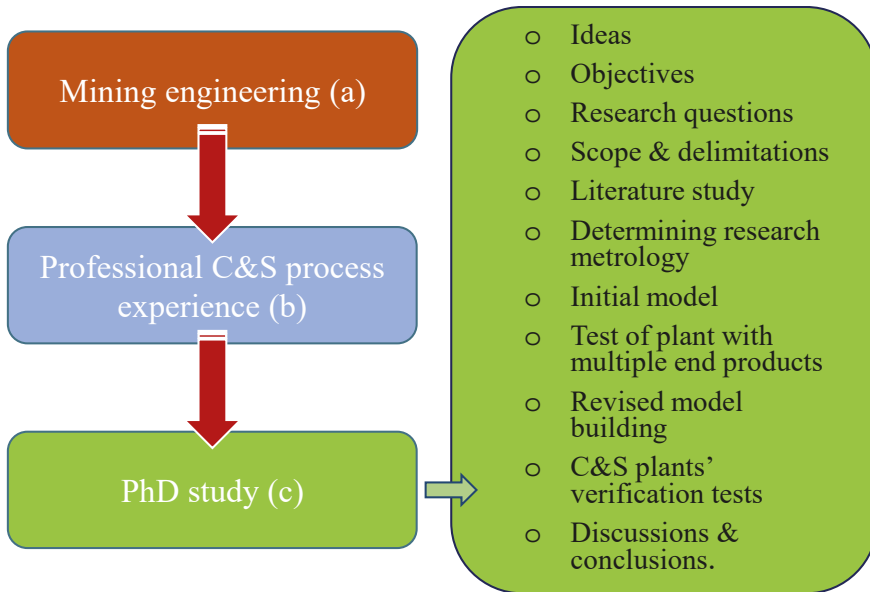 Mining engineering (a)
Professional C&S process
experience (b)
PhD study (c)
o Ideas
o Objectives
o Research questions
o Scope & delimitations
o Literature study
o Determining research
metrology
o Initial model
o Test of plant with
multiple end products
o Revised model
building
o C&S plants’
verification tests
o Discussions &
conclusions.